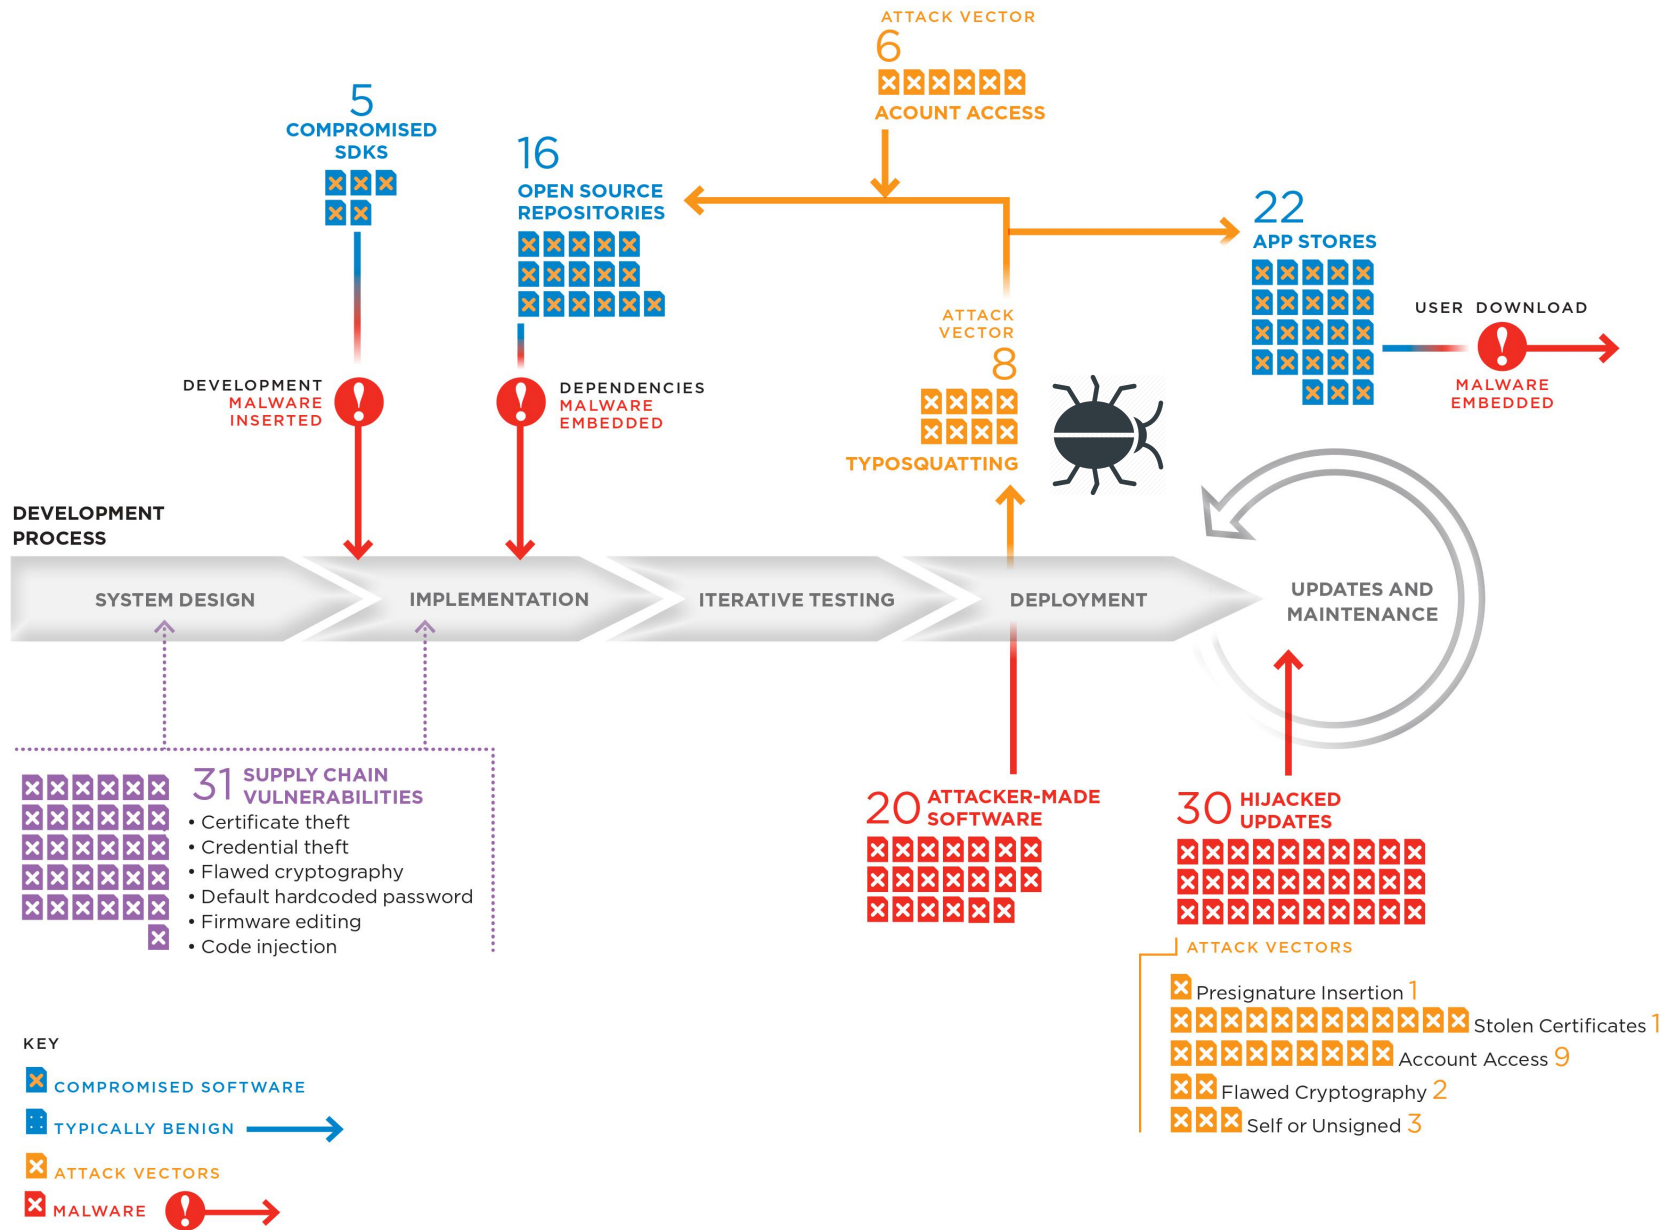 ATTACK VECTOR
6
ACOUNT ACCESS
5
COMPROMISED
SDKS
16
OPEN SOURCE
REPOSITORIES
22
APP STORES
USER DOWNLOAD
MALWARE
EMBEDDED
ATTACK
VECTOR
8
TYPOSQUATTING
DEVELOPMENT
MALWARE
INSERTED
DEPENDENCIES
MALWARE
EMBEDDED
DEVELOPMENT
PROCESS
SYSTEM DESIGN
IMPLEMENTATION
ITERATIVE TESTING
DEPLOYMENT
UPDATES AND
MAINTENANCE
31 SUPPLY CHAIN
VULNERABILITIES
• Certificate theft
• Credential theft
• Flawed cryptography
• Default hardcoded password
• Firmware editing
• Code injection
20 ATTACKER-MADE
SOFTWARE
30 HIJACKED
UPDATES
ATTACK VECTORS
Presignature Insertion 1
Stolen Certificates 1
Account Access 9
Flawed Cryptography 2
Self or Unsigned 3
KEY
COMPROMISED SOFTWARE
TYPICALLY BENIGN
ATTACK VECTORS
MALWARE